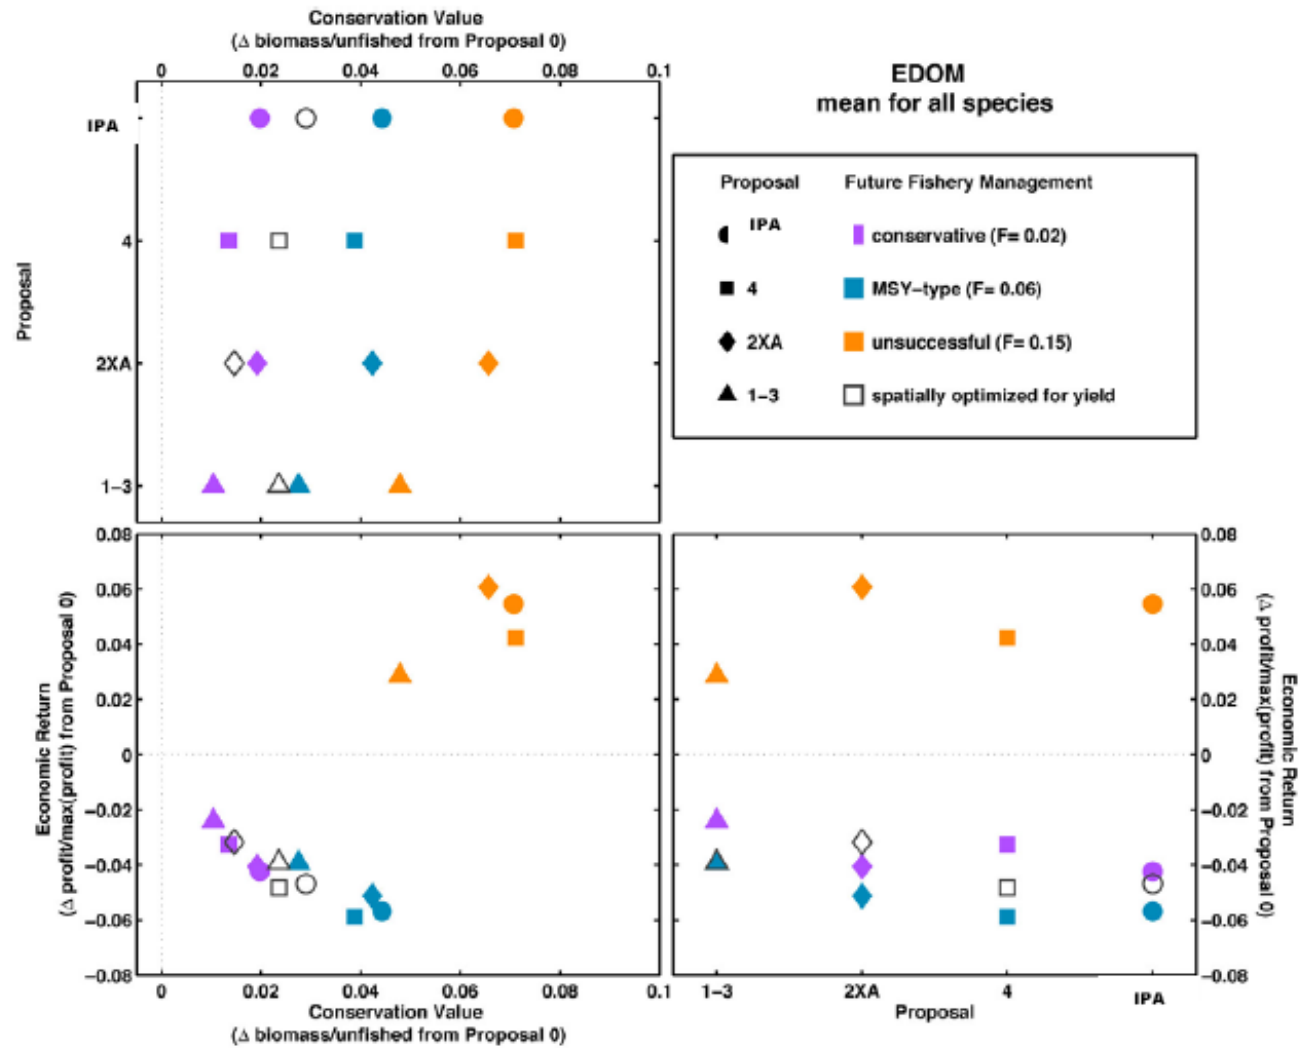 Conservation Value
(Δ biomass/unfished from Proposal 0)
0 0.02 0.04 0.06 0.08 0.1
IPA
4
2XA
1−3
Proposal
EDOM
mean for all species
Proposal Future Fishery Management
IPA conservative (F= 0.02)
4 MSY−type (F= 0.06)
2XA unsuccessful (F= 0.15)
1−3 spatially optimized for yield
0.08
0.06
0.04
0.02
0
−0.02
−0.04
−0.06
−0.08
Economic Return
(Δ profit/max(profit) from Proposal 0)
0 0.02 0.04 0.06 0.08 0.1
Conservation Value
(Δ biomass/unfished from Proposal 0)
0.08
0.06
0.04
0.02
0
−0.02
−0.04
−0.06
−0.08
Economic Return
(Δ profit/max(profit) from Proposal 0)
1−3 2XA 4 IPA
Proposal